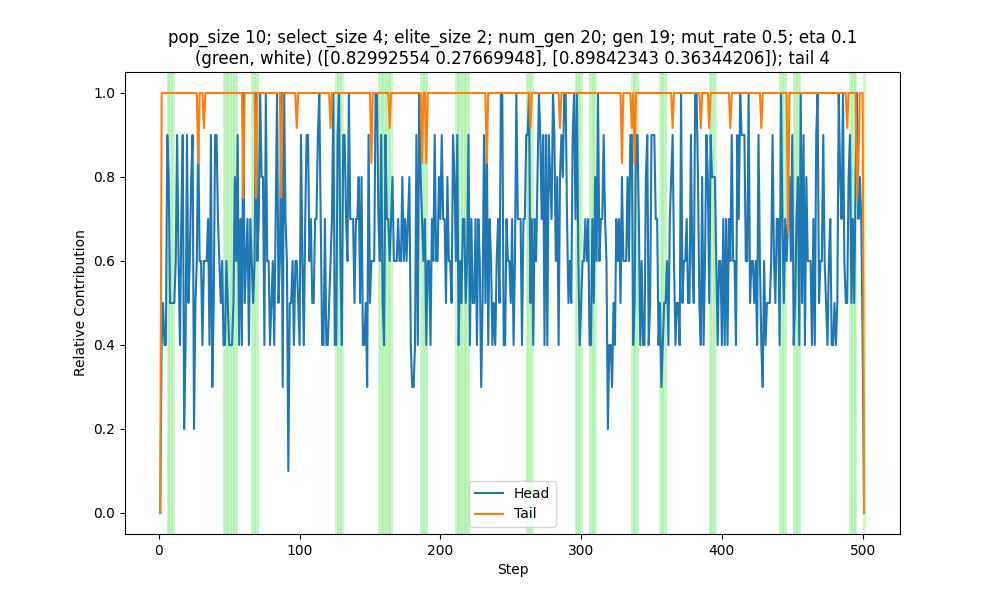 pop_size 10; select_size 4; elite_size 2; num_gen 20; gen 19; mut_rate 0.5; eta 0.1
(green, white) ([0.82992554 0.27669948], [0.89842343 0.36344206]); tail 4
1.0
0.8
0.6
0.4
0.2
0.0
Relative Contribution
Head
Tail
0
100
200
300
400
500
Step